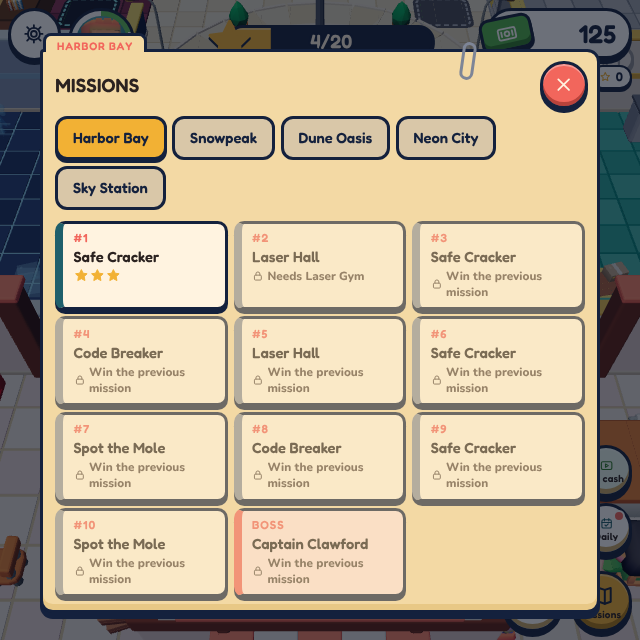 4/20
125
0
HARBOR BAY
MISSIONS
Harbor Bay
Snowpeak
Dune Oasis
Neon City
Sky Station
#1
Safe Cracker
#2
Laser Hall
Needs Laser Gym
#3
Safe Cracker
Win the previous
mission
#4
Code Breaker
Win the previous
mission
#5
Laser Hall
Win the previous
mission
#6
Safe Cracker
Win the previous
mission
#7
Spot the Mole
Win the previous
mission
#8
Code Breaker
Win the previous
mission
#9
Safe Cracker
Win the previous
mission
#10
Spot the Mole
Win the previous
mission
BOSS
Captain Clawford
Win the previous
mission
cash